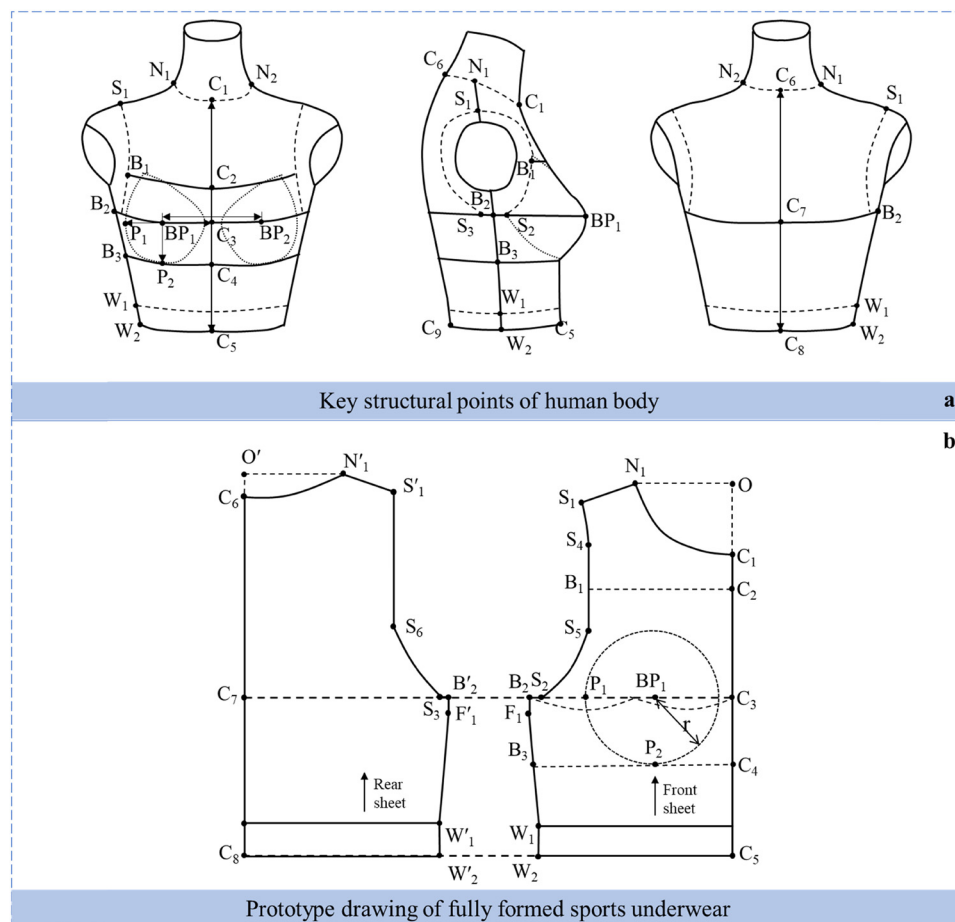 N₁ N₂ C₁ S₁
B₁ C₂
B₂ P₁ BP₁ C₃ BP₂
B₃ P₂ C₄
W₁
W₂ C₅
C₆ N₁
S₁ C₁
B₁
B₂
S₃ S₂ BP₁
B₃
W₁
C₉ W₂ C₅
N₂ C₆ N₁
S₁
C₇ B₂
W₁
W₂
C₈
Key structural points of human body a
b
O′ N′₁
C₆ S′₁
S₆
C₇ B′₂
S₃ F′₁
Rear
sheet
W′₁
C₈ W′₂
N₁ O
S₁
S₄ C₁
B₁ C₂
S₅
B₂ S₂ P₁ BP₁ C₃
F₁ r
B₃ P₂ C₄
Front
sheet
W₁
W₂ C₅
Prototype drawing of fully formed sports underwear